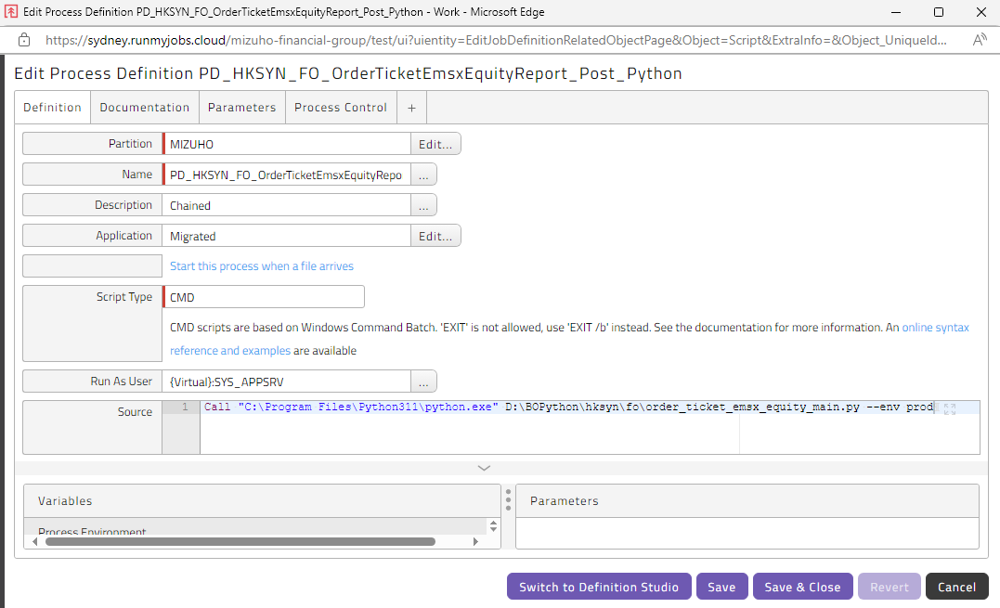 Edit Process Definition PD_HKSYN_FO_OrderTicketEmsxEquityReport_Post_Python - Work - Microsoft Edge
https://sydney.runmyjobs.cloud/mizuho-financial-group/test/ui?uientity=EditJobDefinitionRelatedObjectPage&Object=Script&ExtraInfo=&Object_UniqueId...
Edit Process Definition PD_HKSYN_FO_OrderTicketEmsxEquityReport_Post_Python
Definition Documentation Parameters Process Control +
Partition MIZUHO Edit...
Name PD_HKSYN_FO_OrderTicketEmsxEquityRepo ...
Description Chained ...
Application Migrated Edit...
Start this process when a file arrives
Script Type CMD
CMD scripts are based on Windows Command Batch. 'EXIT' is not allowed, use 'EXIT /b' instead. See the documentation for more information. An online syntax
reference and examples are available
Run As User {Virtual}:SYS_APPSRV ...
Source 1 Call "C:\Program Files\Python311\python.exe" D:\BOPython\hksyn\fo\order_ticket_emsx_equity_main.py --env prod
Variables Parameters
Process Environment
Switch to Definition Studio Save Save & Close Revert Cancel